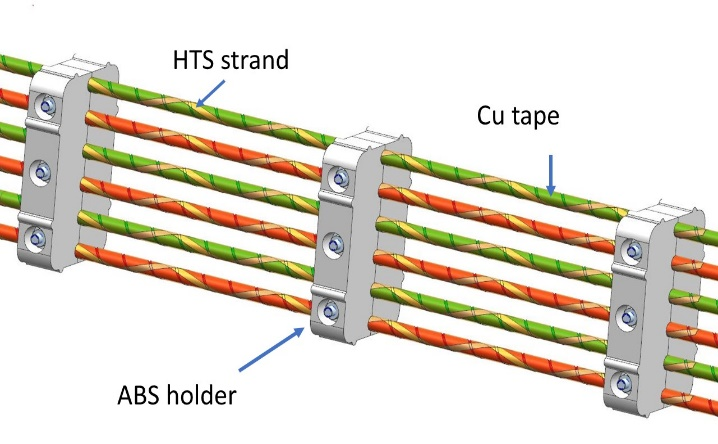 HTS strand
Cu tape
ABS holder